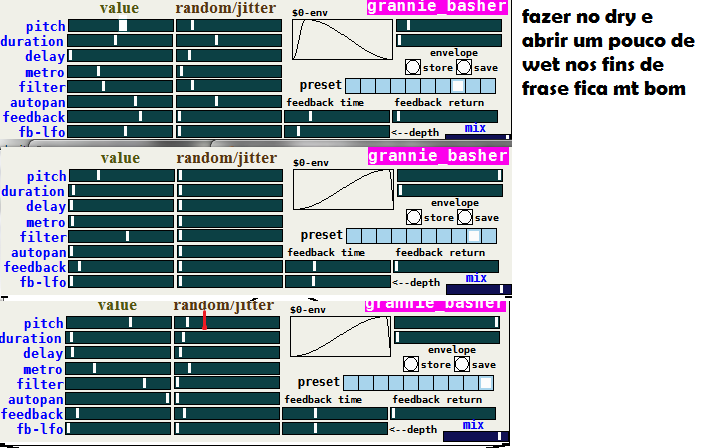 value random/jitter $0-env grannie_basher
pitch
duration
delay
envelope
store save
metro
filter
preset
autopan
feedback time feedback return
feedback
mix
fb-lfo
<--depth
value random/jitter grannie_basher
$0-env
pitch
duration
delay
envelope
store save
metro
filter
preset
autopan
feedback time feedback return
feedback
mix
fb-lfo
<--depth
value random/jitter grannie_basher
$0-env
pitch
duration
delay
envelope
store save
metro
filter
preset
autopan
feedback time feedback return
feedback
mix
fb-lfo
<--depth
fazer no dry e
abrir um pouco de
wet nos fins de
frase fica mt bom